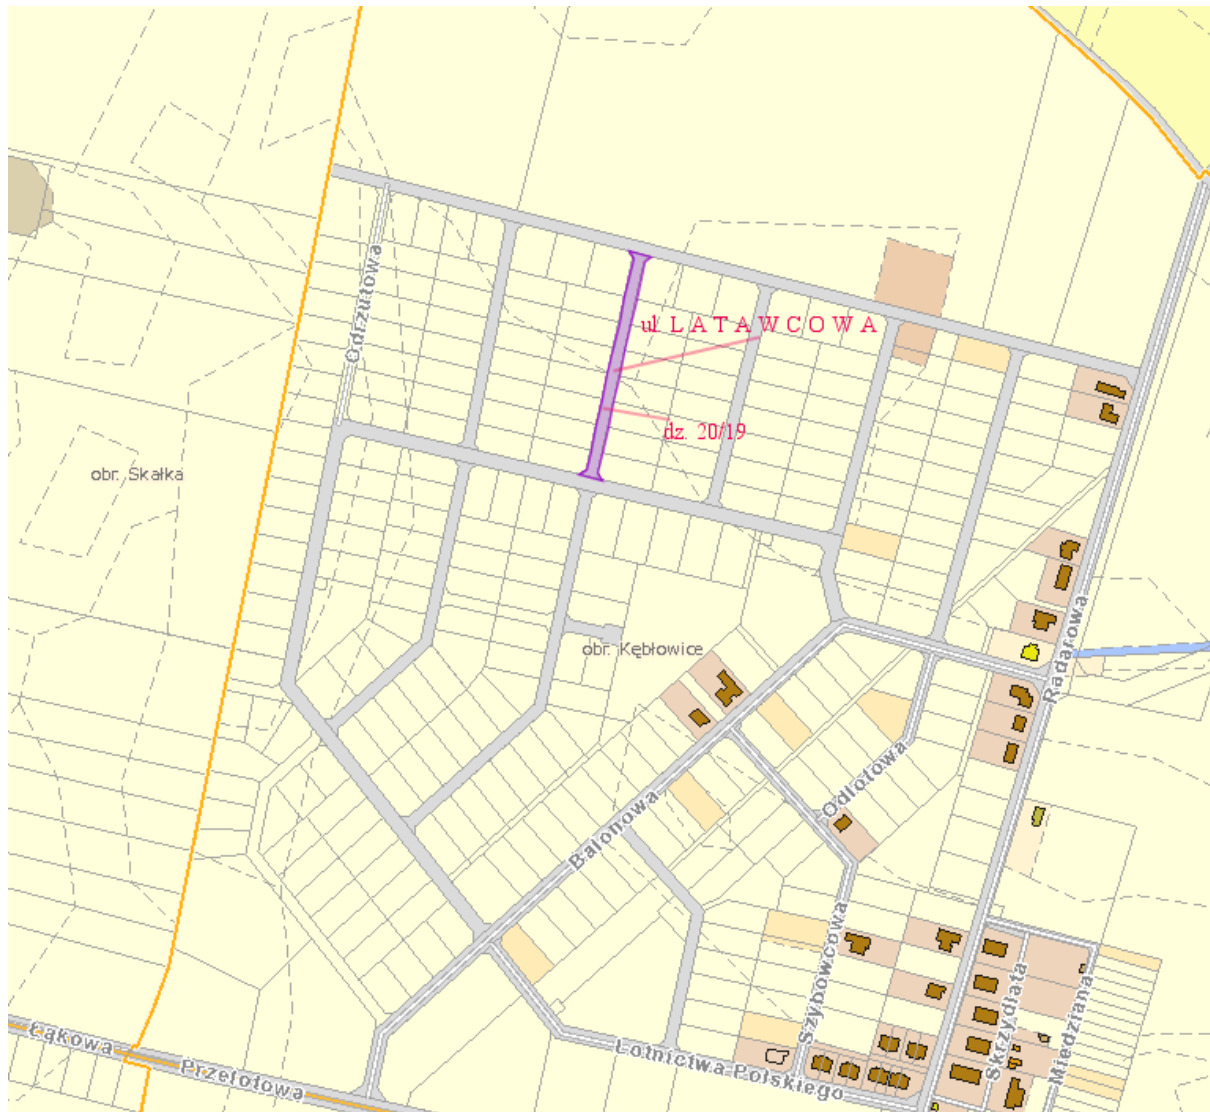 Odrzutowa
ul. L A T A W C O W A
dz. 20/19
obr. Skałka
obr. Kębłowice
Radarowa
Odlotowa
Balonowa
Szybowcowa
Skrzydlata
Miedziana
Łąkowa
Przelotowa
Lotnictwa Polskiego